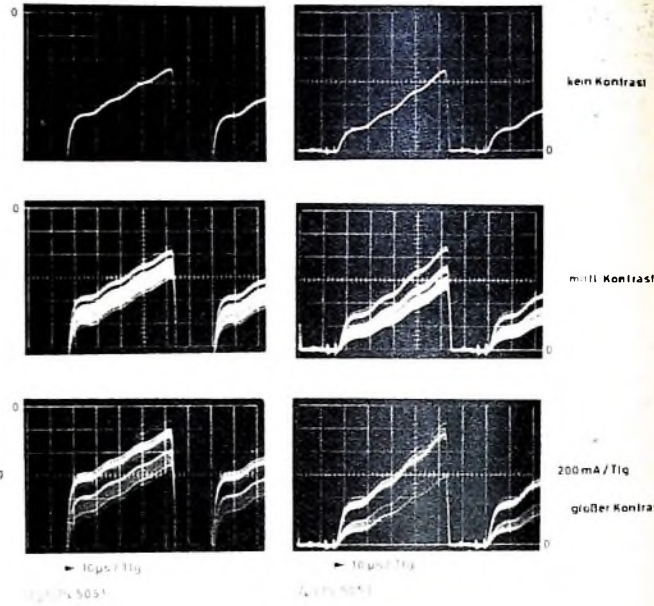 0
kein Kontrast
0
0
mittl. Kontrast
0
0
200 mA / Tlg
großer Kontra
0
► 10 µs / Tlg
► 10 µs / Tlg